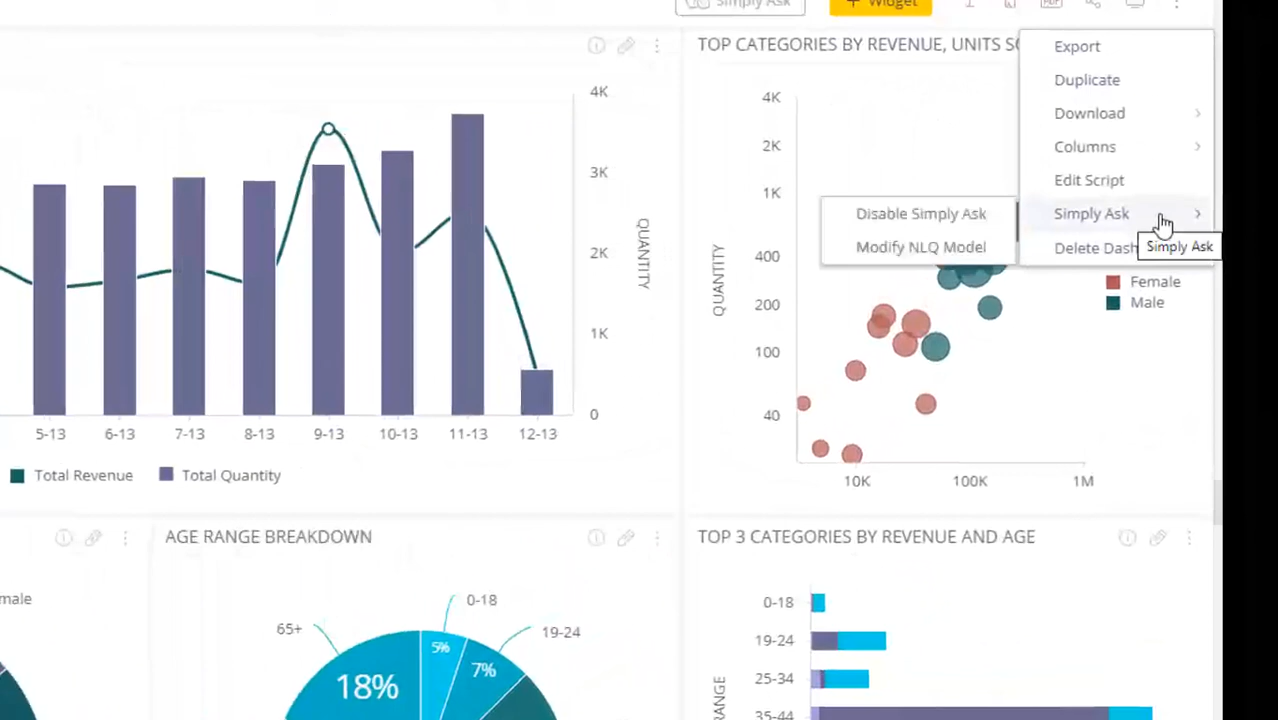 Simply Ask
+ Widget
PDF
TOP CATEGORIES BY REVENUE, UNITS SO
Export
Duplicate
Download
Columns
Edit Script
Simply Ask
Delete Dash
Simply Ask
Disable Simply Ask
Modify NLQ Model
4K
3K
2K
1K
0
QUANTITY
5-13
6-13
7-13
8-13
9-13
10-13
11-13
12-13
Total Revenue
Total Quantity
4K
2K
1K
400
200
100
40
QUANTITY
10K
100K
1M
Female
Male
male
AGE RANGE BREAKDOWN
65+
0-18
19-24
18%
5%
7%
TOP 3 CATEGORIES BY REVENUE AND AGE
0-18
19-24
25-34
35-44
RANGE